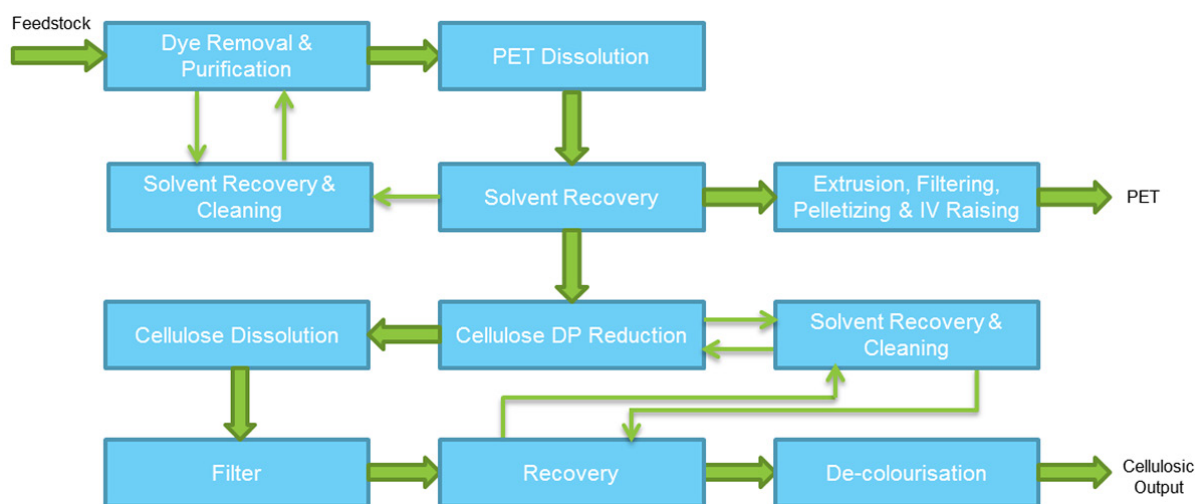 Feedstock
Dye Removal &
Purification
PET Dissolution
Solvent Recovery &
Cleaning
Solvent Recovery
Extrusion, Filtering,
Pelletizing & IV Raising
PET
Cellulose Dissolution
Cellulose DP Reduction
Solvent Recovery &
Cleaning
Filter
Recovery
De-colourisation
Cellulosic
Output